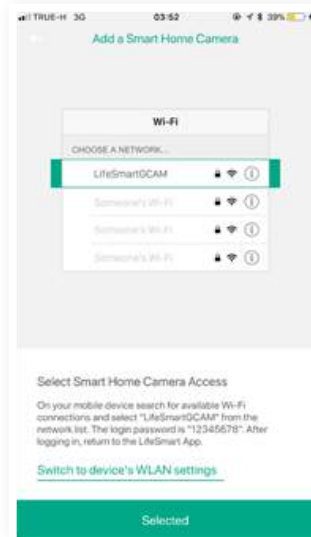 TRUE-H 3G 03:52 39%
Add a Smart Home Camera
Wi-Fi
CHOOSE A NETWORK...
LifeSmartGCAM
Someone's Wi-Fi
Someone's Wi-Fi
Someone's Wi-Fi
Select Smart Home Camera Access
On your mobile device search for available Wi-Fi
connections and select "LifeSmartGCAM" from the
network list. The login password is "12345678". After
logging in, return to the LifeSmart App.
Switch to device's WLAN settings
Selected